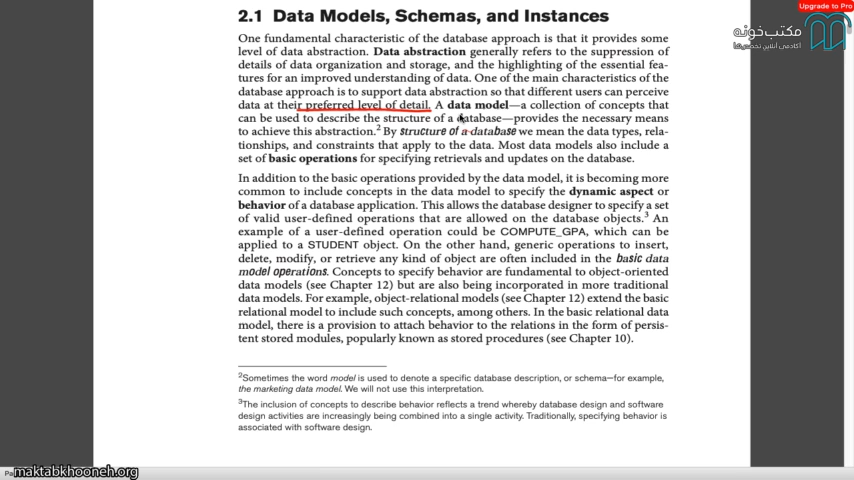 Upgrade to Pro
مکتب‌خونه
آکادمی آنلاین تخصص‌ها
2.1 Data Models, Schemas, and Instances
One fundamental characteristic of the database approach is that it provides some
level of data abstraction. Data abstraction generally refers to the suppression of
details of data organization and storage, and the highlighting of the essential fea-
tures for an improved understanding of data. One of the main characteristics of the
database approach is to support data abstraction so that different users can perceive
data at their preferred level of detail. A data model—a collection of concepts that
can be used to describe the structure of a database—provides the necessary means
to achieve this abstraction.2 By structure of a database we mean the data types, rela-
tionships, and constraints that apply to the data. Most data models also include a
set of basic operations for specifying retrievals and updates on the database.
In addition to the basic operations provided by the data model, it is becoming more
common to include concepts in the data model to specify the dynamic aspect or
behavior of a database application. This allows the database designer to specify a set
of valid user-defined operations that are allowed on the database objects.3 An
example of a user-defined operation could be COMPUTE_GPA, which can be
applied to a STUDENT object. On the other hand, generic operations to insert,
delete, modify, or retrieve any kind of object are often included in the basic data
model operations. Concepts to specify behavior are fundamental to object-oriented
data models (see Chapter 12) but are also being incorporated in more traditional
data models. For example, object-relational models (see Chapter 12) extend the basic
relational model to include such concepts, among others. In the basic relational data
model, there is a provision to attach behavior to the relations in the form of persis-
tent stored modules, popularly known as stored procedures (see Chapter 10).
2Sometimes the word model is used to denote a specific database description, or schema—for example,
the marketing data model. We will not use this interpretation.
3The inclusion of concepts to describe behavior reflects a trend whereby database design and software
design activities are increasingly being combined into a single activity. Traditionally, specifying behavior is
associated with software design.
maktabkhooneh.org